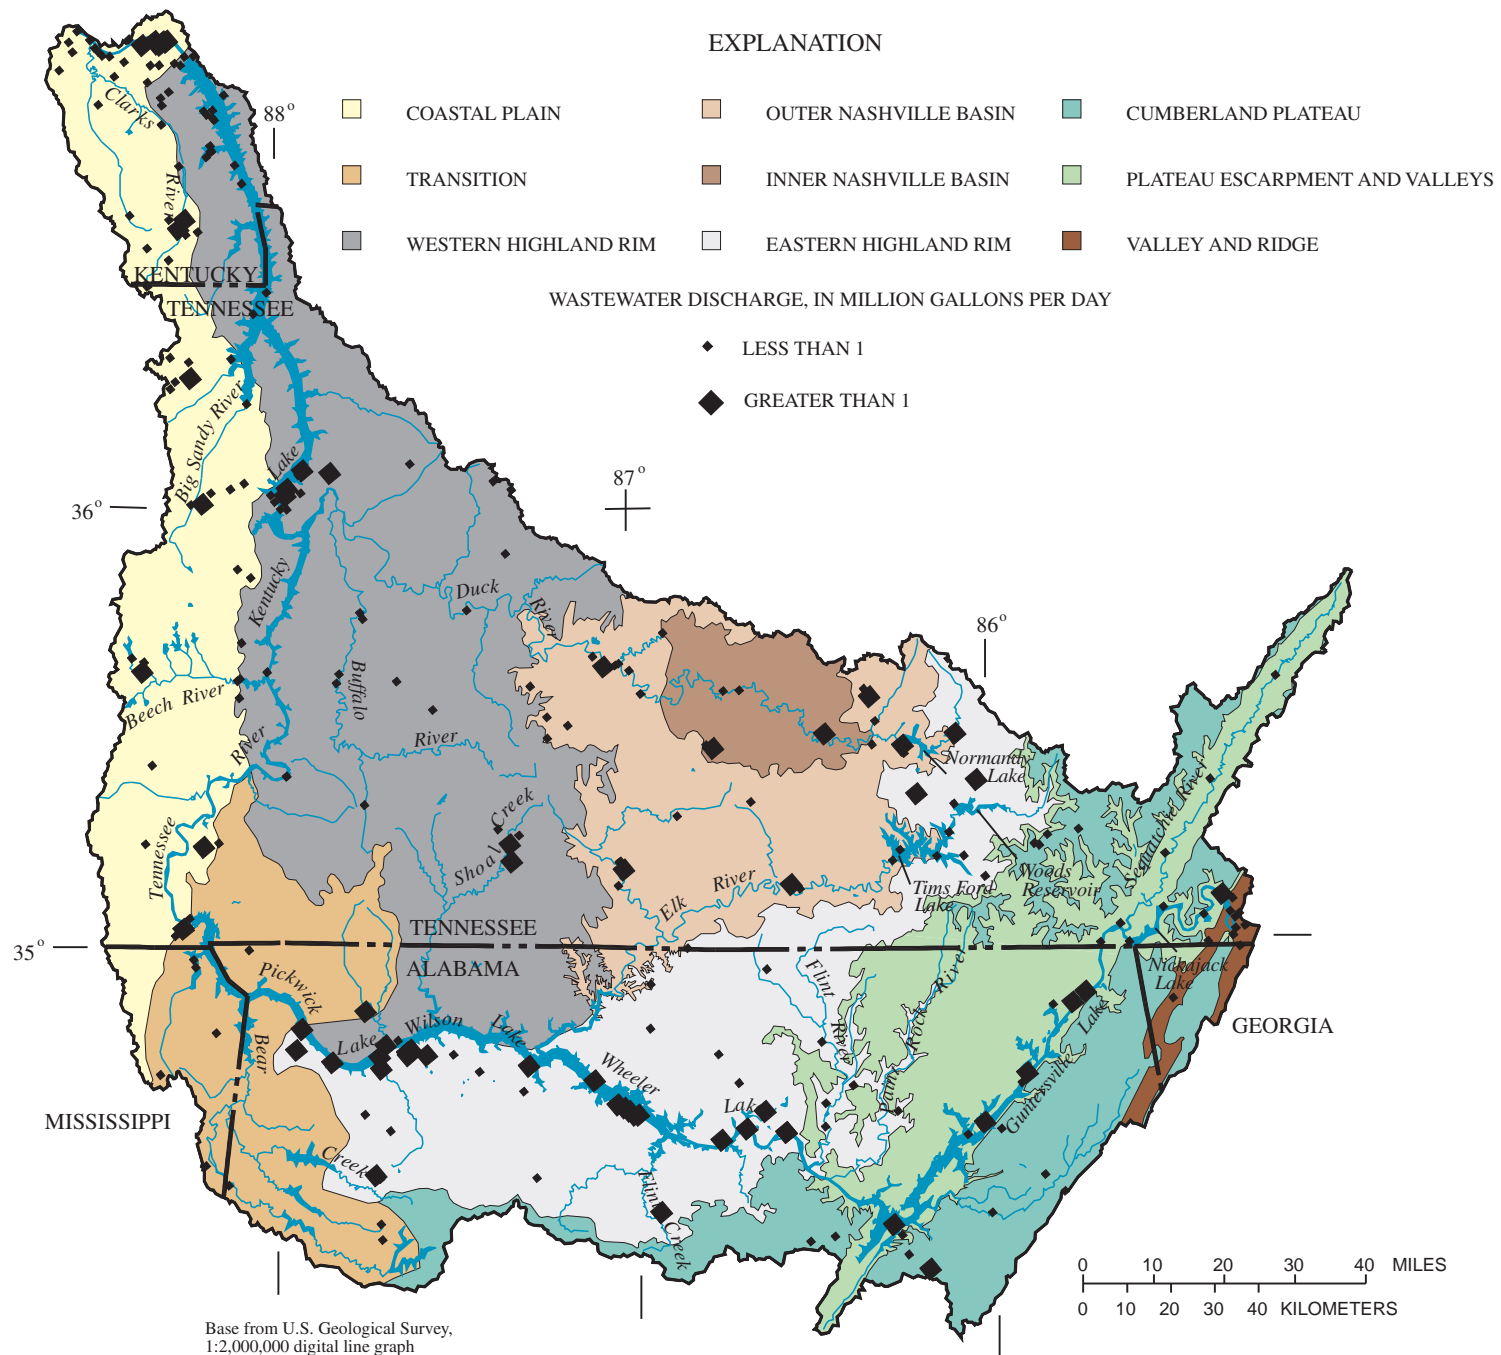 EXPLANATION
COASTAL PLAIN
OUTER NASHVILLE BASIN
CUMBERLAND PLATEAU
TRANSITION
INNER NASHVILLE BASIN
PLATEAU ESCARPMENT AND VALLEYS
WESTERN HIGHLAND RIM
EASTERN HIGHLAND RIM
VALLEY AND RIDGE
WASTEWATER DISCHARGE, IN MILLION GALLONS PER DAY
LESS THAN 1
GREATER THAN 1
88°
Clarks
River
KENTUCKY
TENNESSEE
Big Sandy River
Lake
36°
87°
Kentucky
Duck
River
86°
Buffalo
Beech River
River
River
Normandy
Lake
Tennessee
Creek
Shoal
Sequatchie River
Woods
Reservoir
Tims Ford
Lake
River
Elk
35°
TENNESSEE
ALABAMA
Pickwick
Flint
River
Rock
River
Paint
Nickajack
Lake
GEORGIA
Bear
Lake
Wilson
Lake
Wheeler
Lak
Lake
Guntersville
MISSISSIPPI
Creek
Flint
Creek
0 10 20 30 40 MILES
0 10 20 30 40 KILOMETERS
Base from U.S. Geological Survey,
1:2,000,000 digital line graph